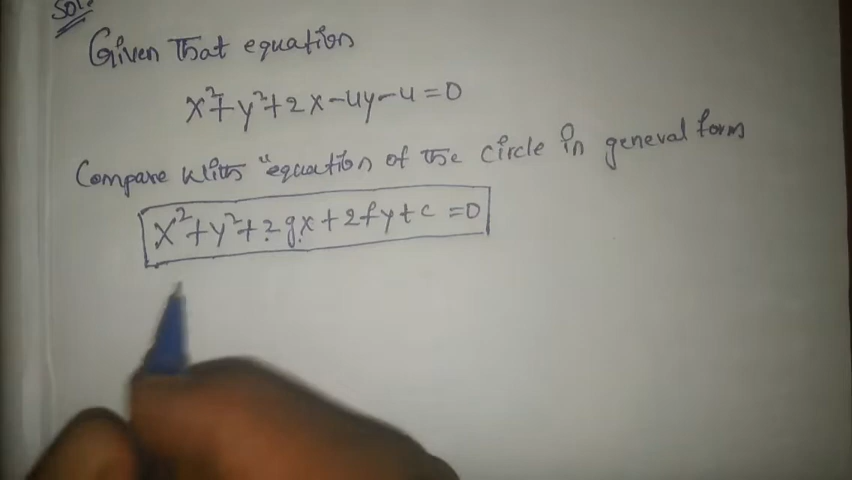 Sol:
Given That equation
x²+y²+2x-4y-4=0
Compare with "equation of the circle in general form
x²+y²+2gx+2fy+c=0